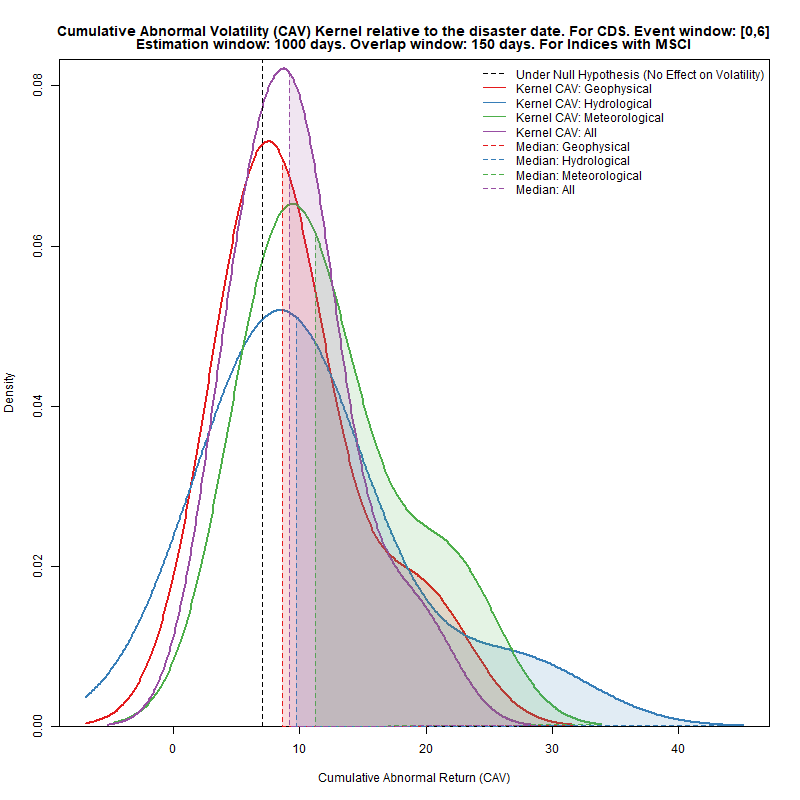 Cumulative Abnormal Volatility (CAV) Kernel relative to the disaster date. For CDS. Event window: [0,6]
Estimation window: 1000 days. Overlap window: 150 days. For Indices with MSCI
Under Null Hypothesis (No Effect on Volatility)
Kernel CAV: Geophysical
Kernel CAV: Hydrological
Kernel CAV: Meteorological
Kernel CAV: All
Median: Geophysical
Median: Hydrological
Median: Meteorological
Median: All
Density
0.08
0.06
0.04
0.02
0.00
0 10 20 30 40
Cumulative Abnormal Return (CAV)